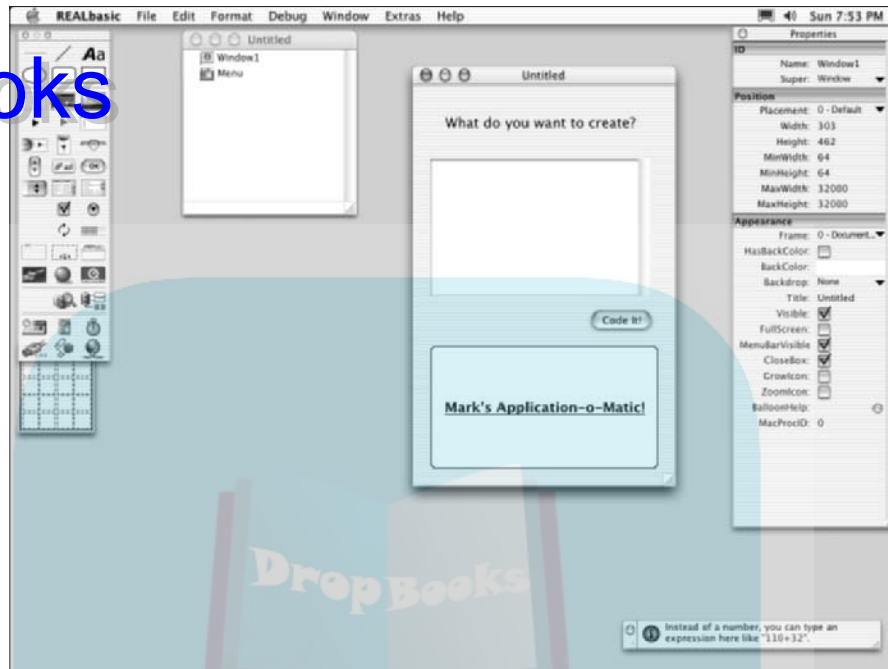 REALbasic File Edit Format Debug Window Extras Help Sun 7:53 PM
Aa
oks
Untitled
Window1
Menu
Untitled
What do you want to create?
Code It!
Mark's Application-o-Matic!
Properties
ID
Name: Window1
Super: Window
Position
Placement: 0 - Default
Width: 303
Height: 462
MinWidth: 64
MinHeight: 64
MaxWidth: 32000
MaxHeight: 32000
Appearance
Frame: 0 - Document...
HasBackColor:
BackColor:
Backdrop: None
Title: Untitled
Visible:
FullScreen:
MenuBarVisible
CloseBox:
GrowIcon:
ZoomIcon:
BalloonHelp:
MacProcID: 0
DropBooks
Instead of a number, you can type an
expression here like "110+32".